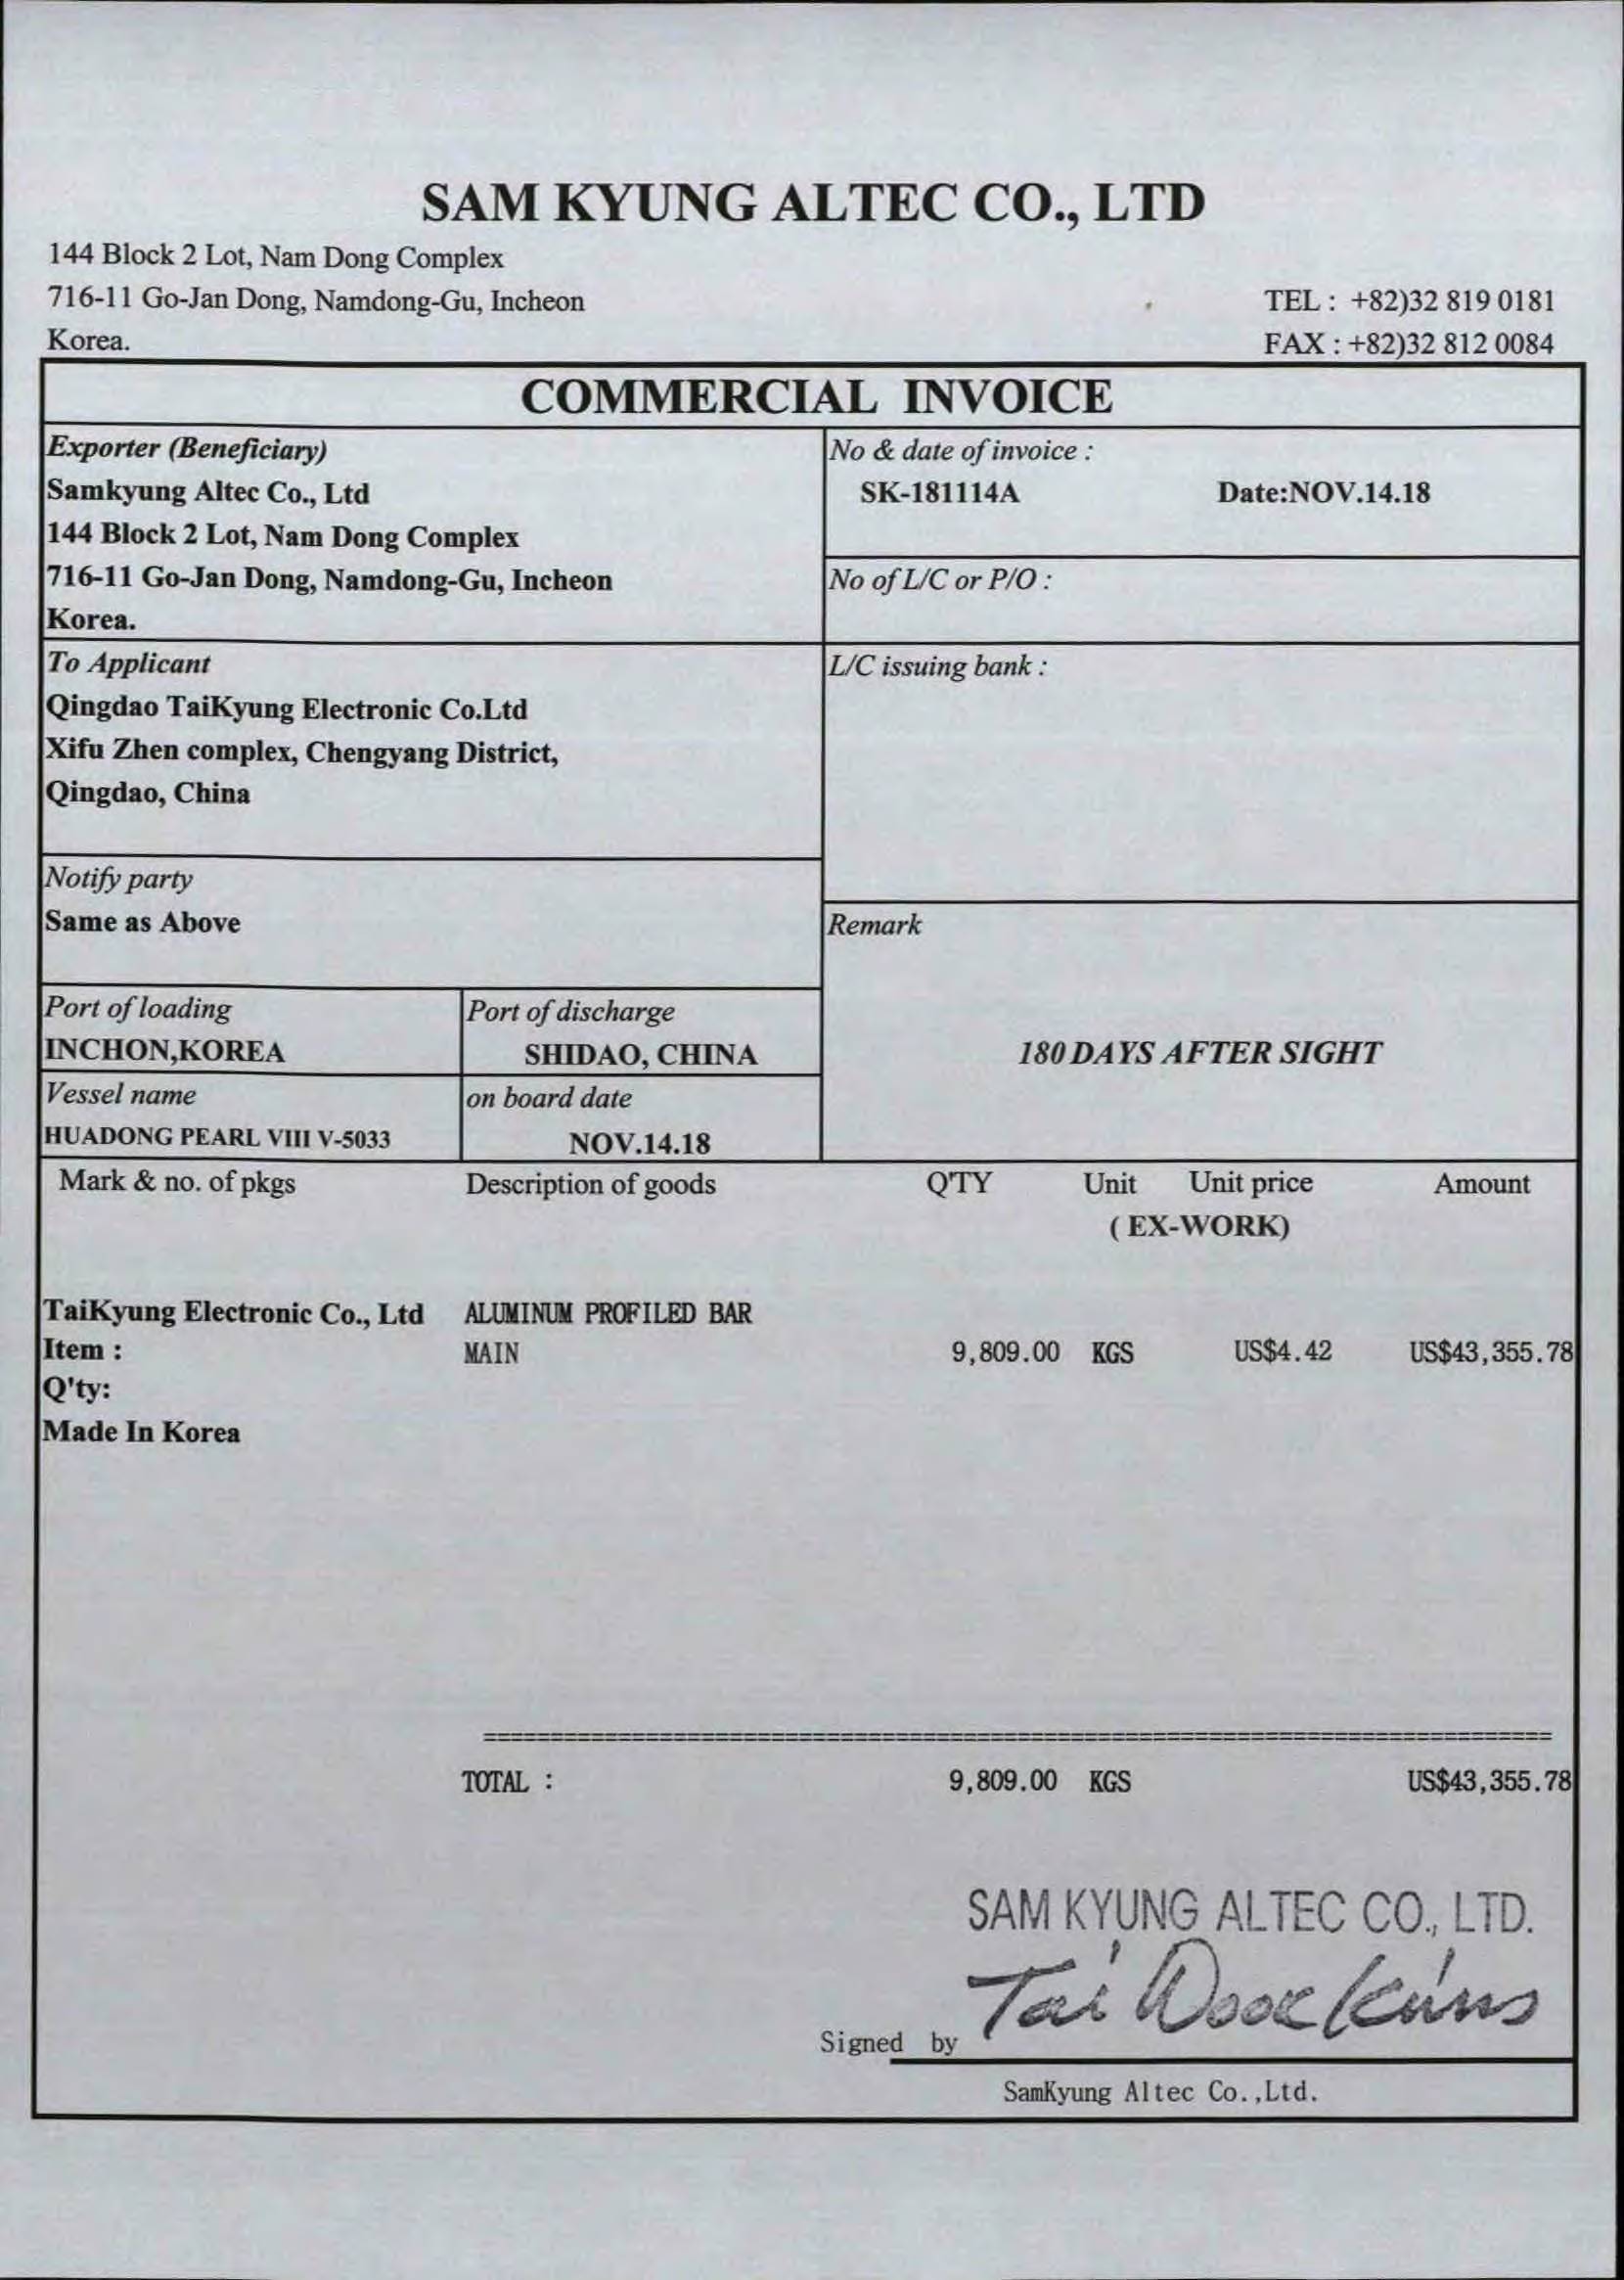 SAM KYUNG ALTEC CO., LTD
144 Block 2 Lot, Nam Dong Complex
716-11 Go-Jan Dong, Namdong-Gu, Incheon
TEL : +82)32 819 0181
Korea.
FAX : +82)32 812 0084
COMMERCIAL INVOICE
Exporter (Beneficiary)
Samkyung Altec Co., Ltd
144 Block 2 Lot, Nam Dong Complex
716-11 Go-Jan Dong, Namdong-Gu, Incheon
Korea.
No & date of invoice :
SK-181114A Date:NOV.14.18
No of L/C or P/O :
To Applicant
Qingdao TaiKyung Electronic Co.Ltd
Xifu Zhen complex, Chengyang District,
Qingdao, China
L/C issuing bank :
Notify party
Same as Above
Remark
180 DAYS AFTER SIGHT
Port of loading
INCHON,KOREA
Port of discharge
SHIDAO, CHINA
Vessel name
HUADONG PEARL VIII V-5033
on board date
NOV.14.18
Mark & no. of pkgs Description of goods Q'TY Unit Unit price Amount
( EX-WORK)
TaiKyung Electronic Co., Ltd ALUMINUM PROFILED BAR
Item : MAIN 9,809.00 KGS US$4.42 US$43,355.78
Q'ty:
Made In Korea
TOTAL : 9,809.00 KGS US$43,355.78
SAM KYUNG ALTEC CO., LTD.
Signed by Tai Wook
SamKyung Altec Co.,Ltd.